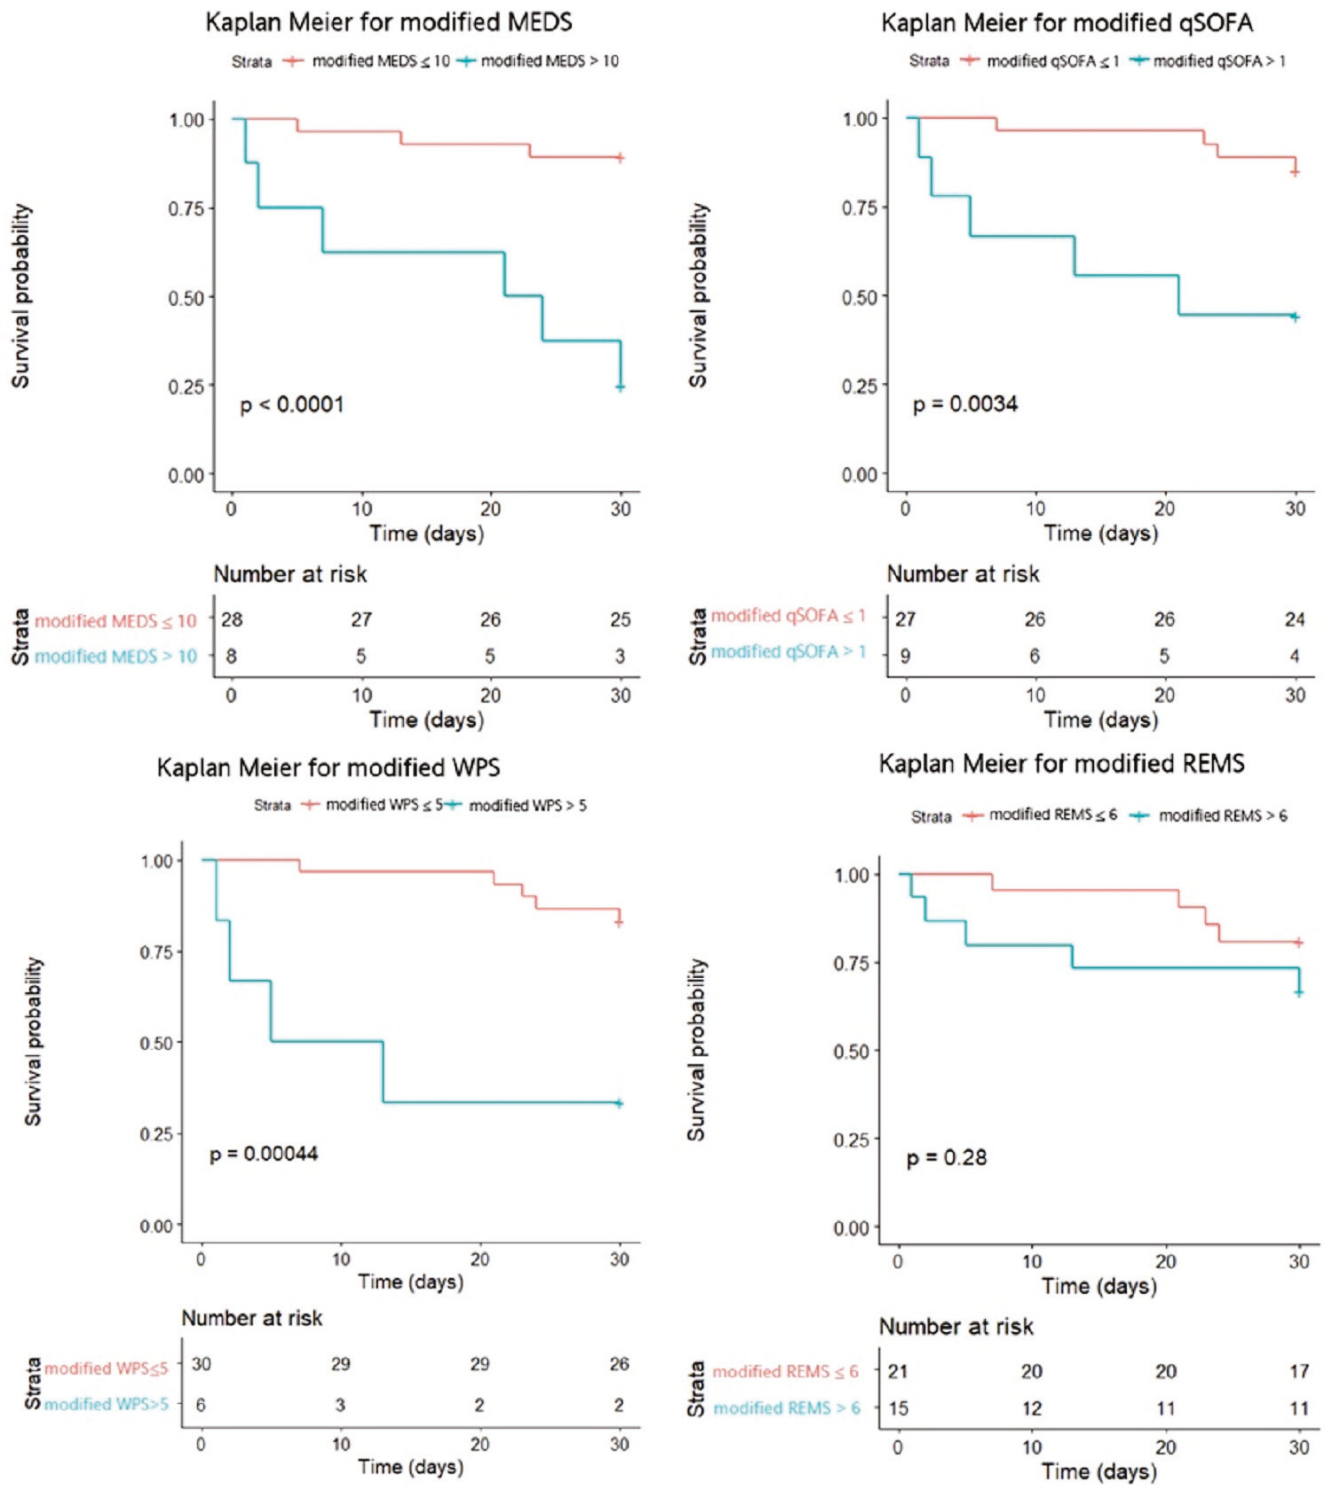 Kaplan Meier for modified MEDS
Strata modified MEDS ≤ 10 modified MEDS > 10
Survival probability
1.00
0.75
0.50
0.25
0.00
p < 0.0001
0 10 20 30
Time (days)
Number at risk
Strata
modified MEDS ≤ 10 28 27 26 25
modified MEDS > 10 8 5 5 3
0 10 20 30
Time (days)
Kaplan Meier for modified qSOFA
Strata modified qSOFA ≤ 1 modified qSOFA > 1
Survival probability
1.00
0.75
0.50
0.25
0.00
p = 0.0034
0 10 20 30
Time (days)
Number at risk
Strata
modified qSOFA ≤ 1 27 26 26 24
modified qSOFA > 1 9 6 5 4
0 10 20 30
Time (days)
Kaplan Meier for modified WPS
Strata modified WPS ≤ 5 modified WPS > 5
Survival probability
1.00
0.75
0.50
0.25
0.00
p = 0.00044
0 10 20 30
Time (days)
Number at risk
Strata
modified WPS≤5 30 29 29 26
modified WPS>5 6 3 2 2
0 10 20 30
Time (days)
Kaplan Meier for modified REMS
Strata modified REMS ≤ 6 modified REMS > 6
Survival probability
1.00
0.75
0.50
0.25
0.00
p = 0.28
0 10 20 30
Time (days)
Number at risk
Strata
modified REMS ≤ 6 21 20 20 17
modified REMS > 6 15 12 11 11
0 10 20 30
Time (days)